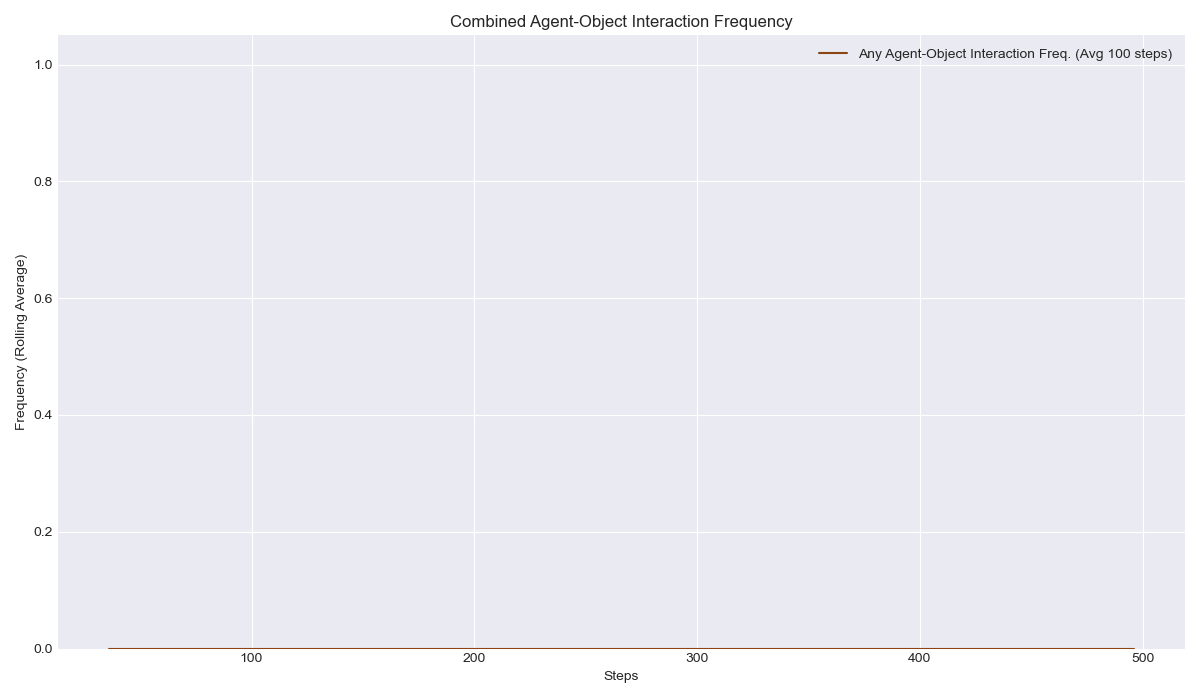 Combined Agent-Object Interaction Frequency
Any Agent-Object Interaction Freq. (Avg 100 steps)
Frequency (Rolling Average)
1.0
0.8
0.6
0.4
0.2
0.0
100
200
300
400
500
Steps